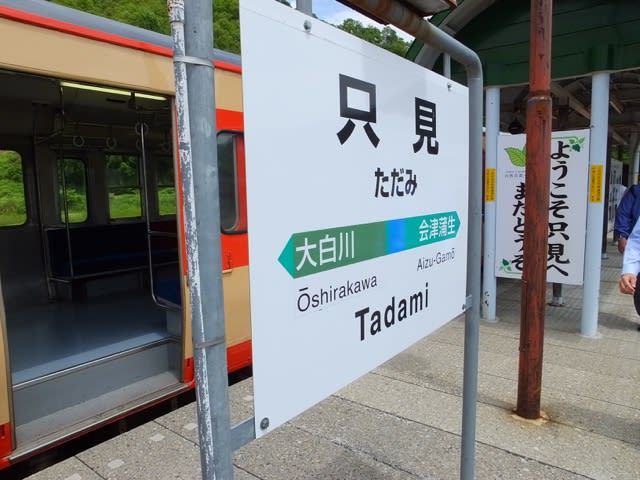 只見
ただみ
大白川
会津蒲生
Ōshirakawa
Aizu-Gamō
Tadami
ようこそ只見へ
またどうぞ